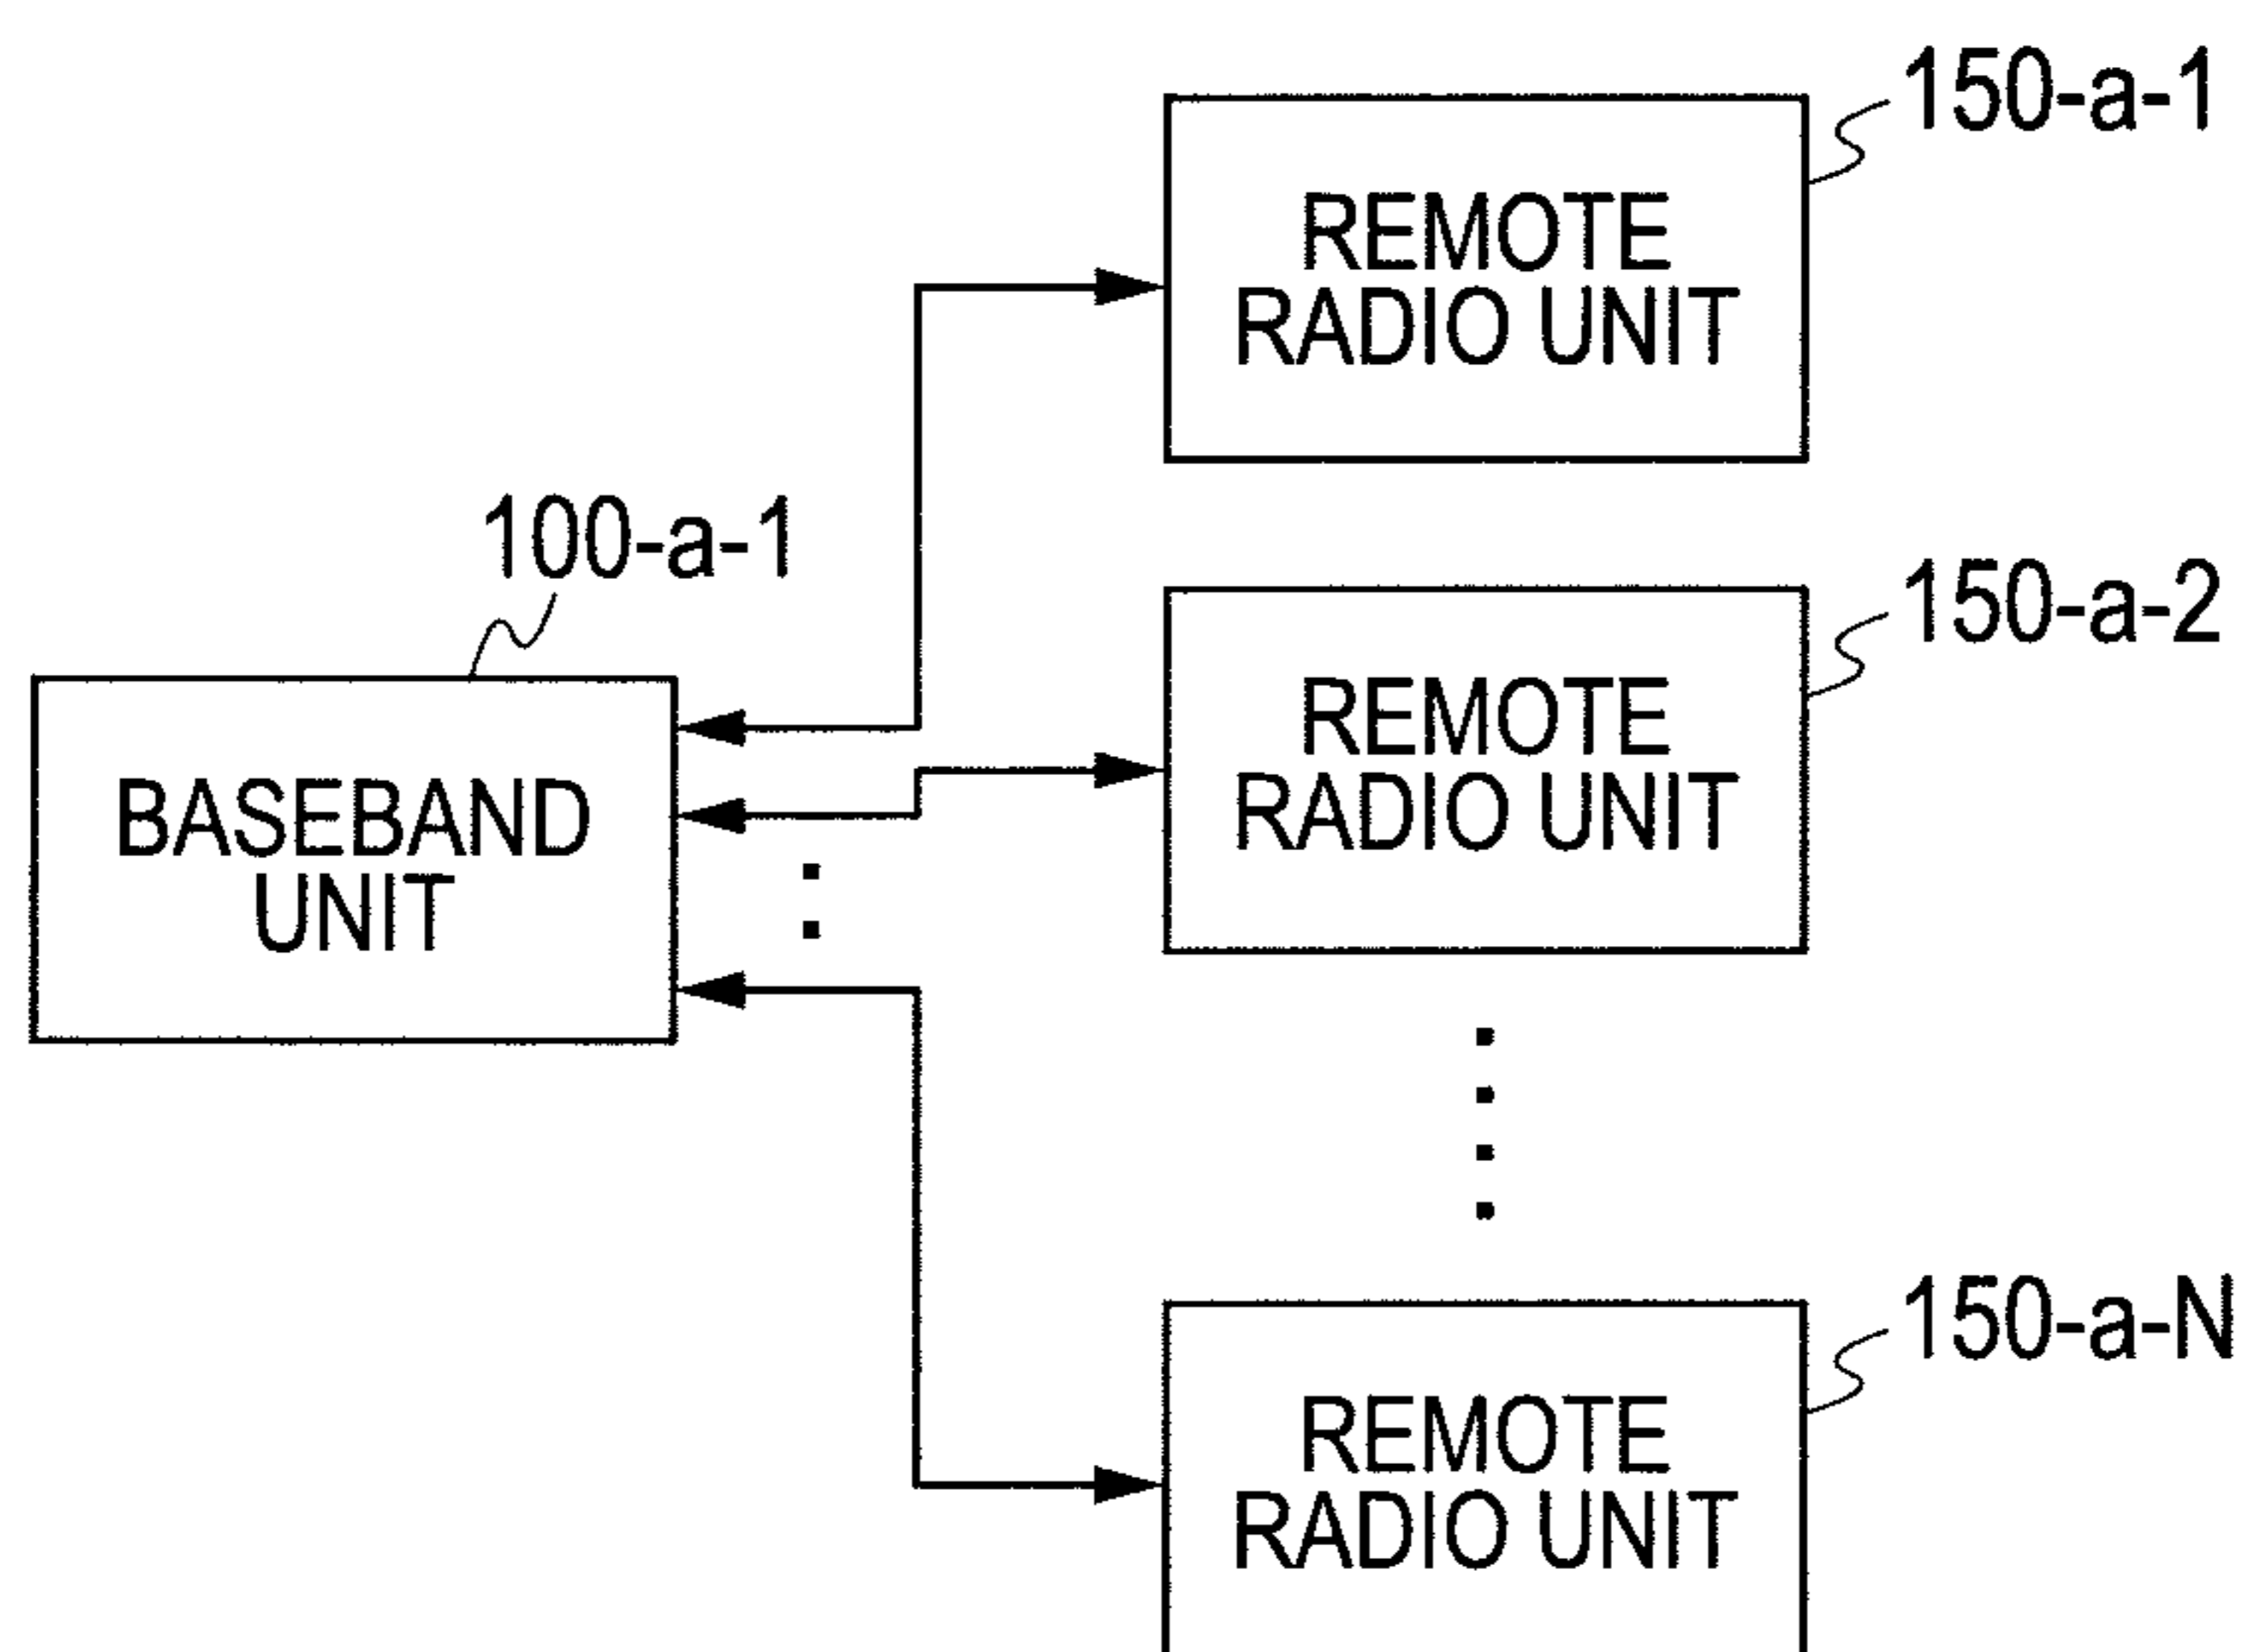 150-a-1
REMOTE
RADIO UNIT
100-a-1
150-a-2
BASEBAND
UNIT
REMOTE
RADIO UNIT
150-a-N
REMOTE
RADIO UNIT